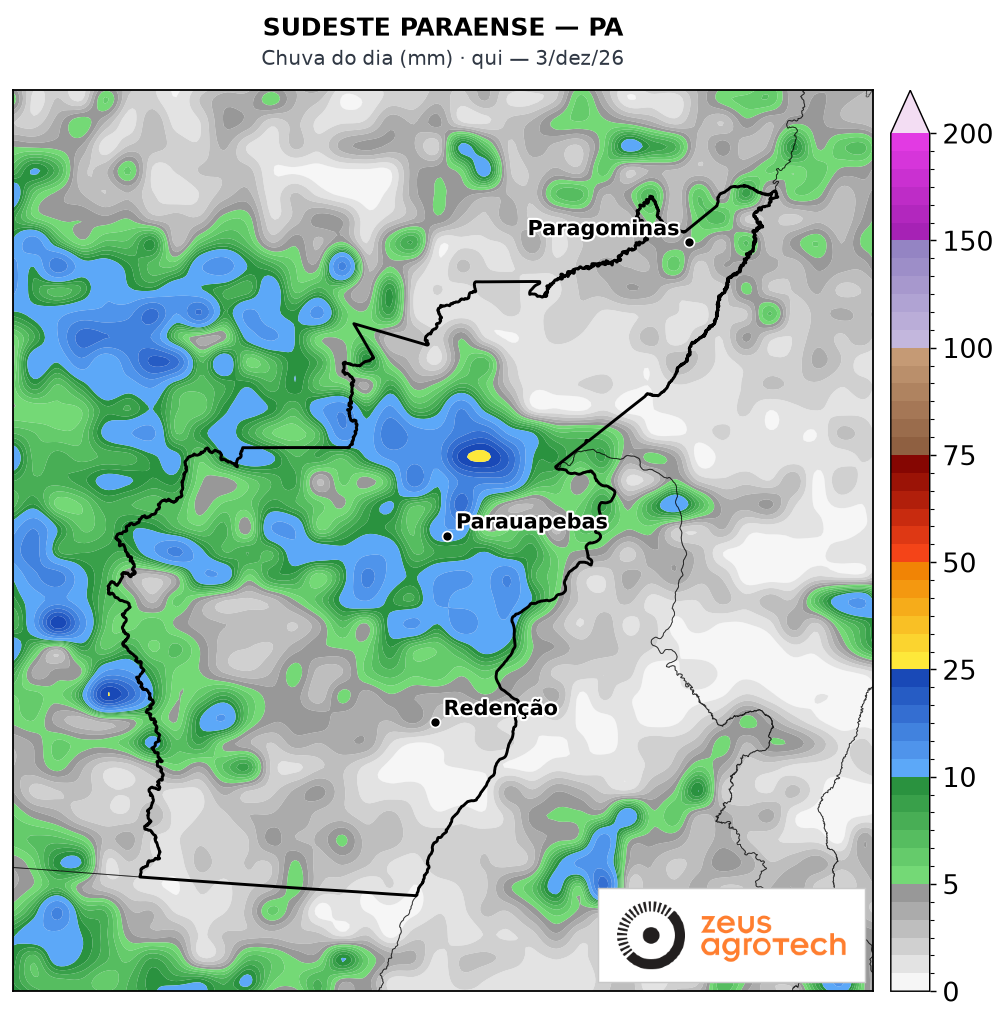 SUDESTE PARAENSE — PA
Chuva do dia (mm) · qui — 3/dez/26
200
150
100
75
50
25
10
5
0
Paragominas
Parauapebas
Redenção
zeus
agrotech